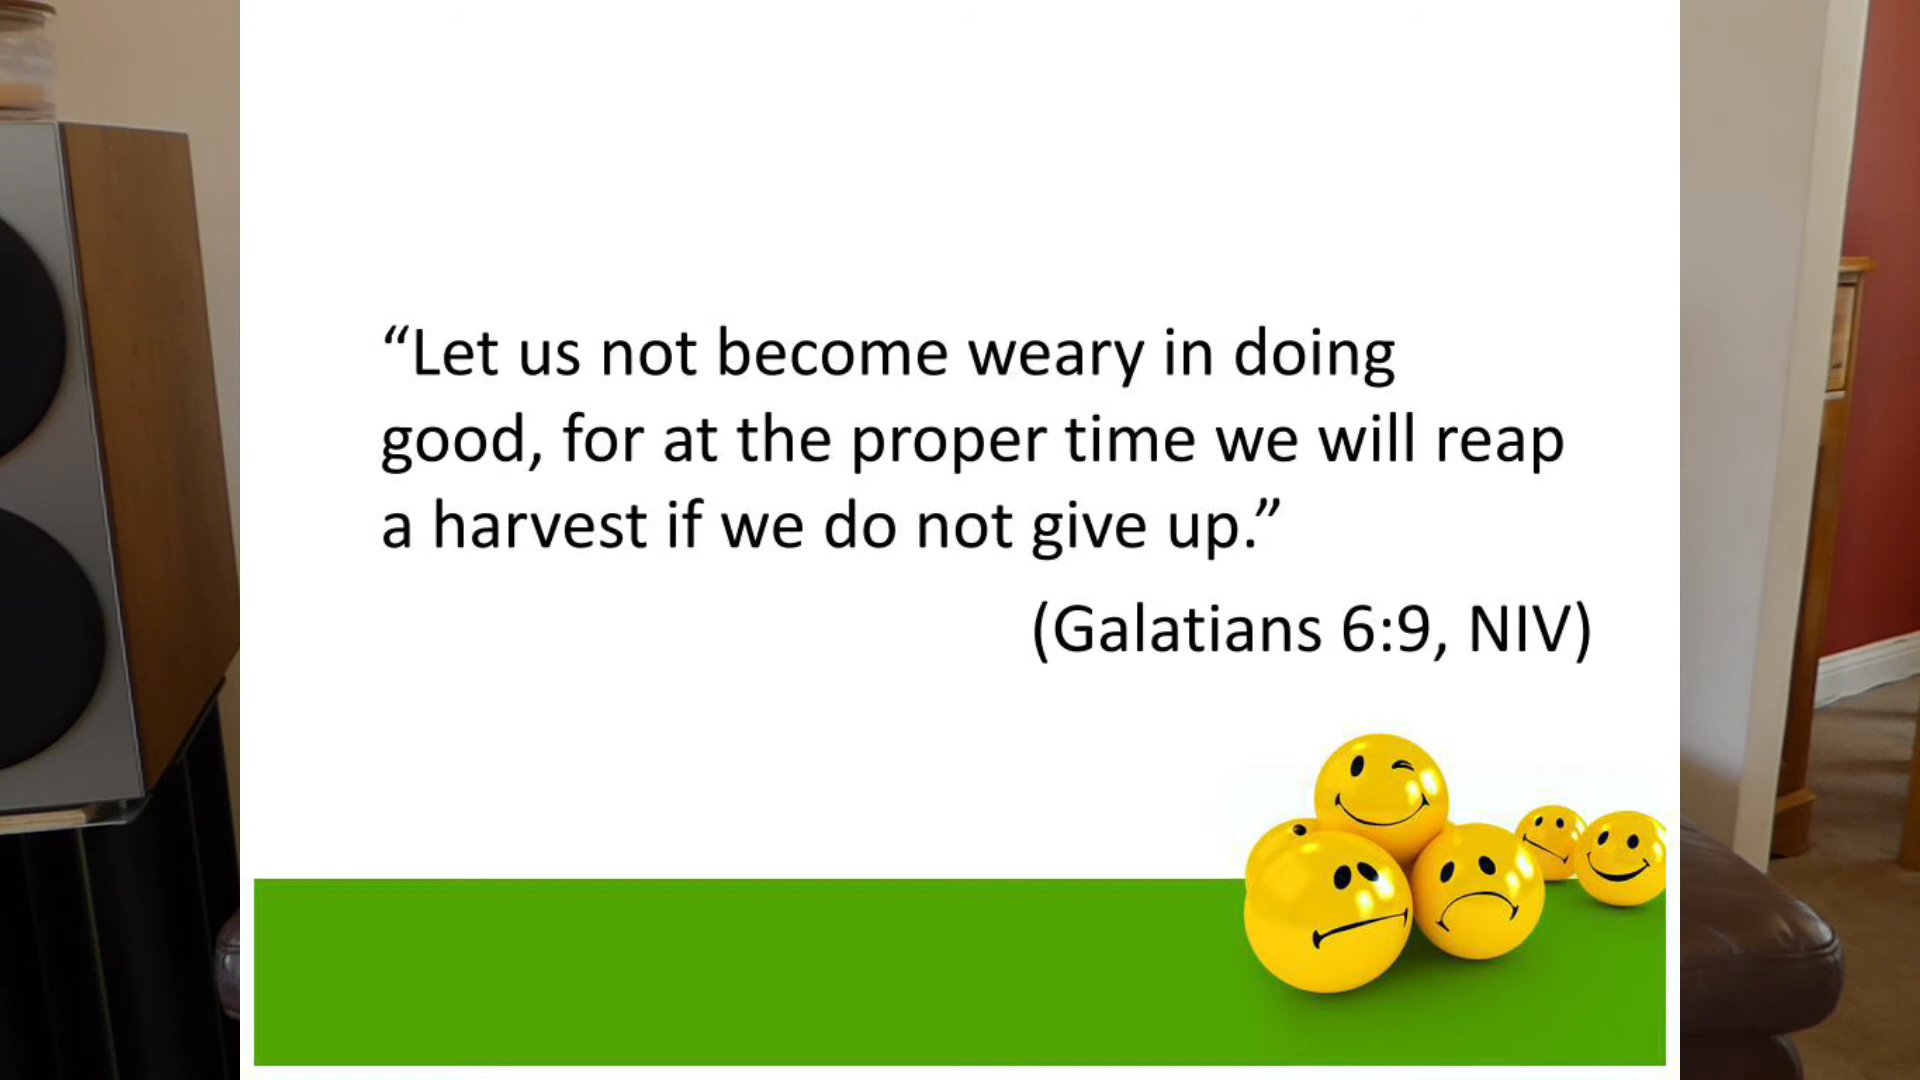 “Let us not become weary in doing
good, for at the proper time we will reap
a harvest if we do not give up.”
(Galatians 6:9, NIV)